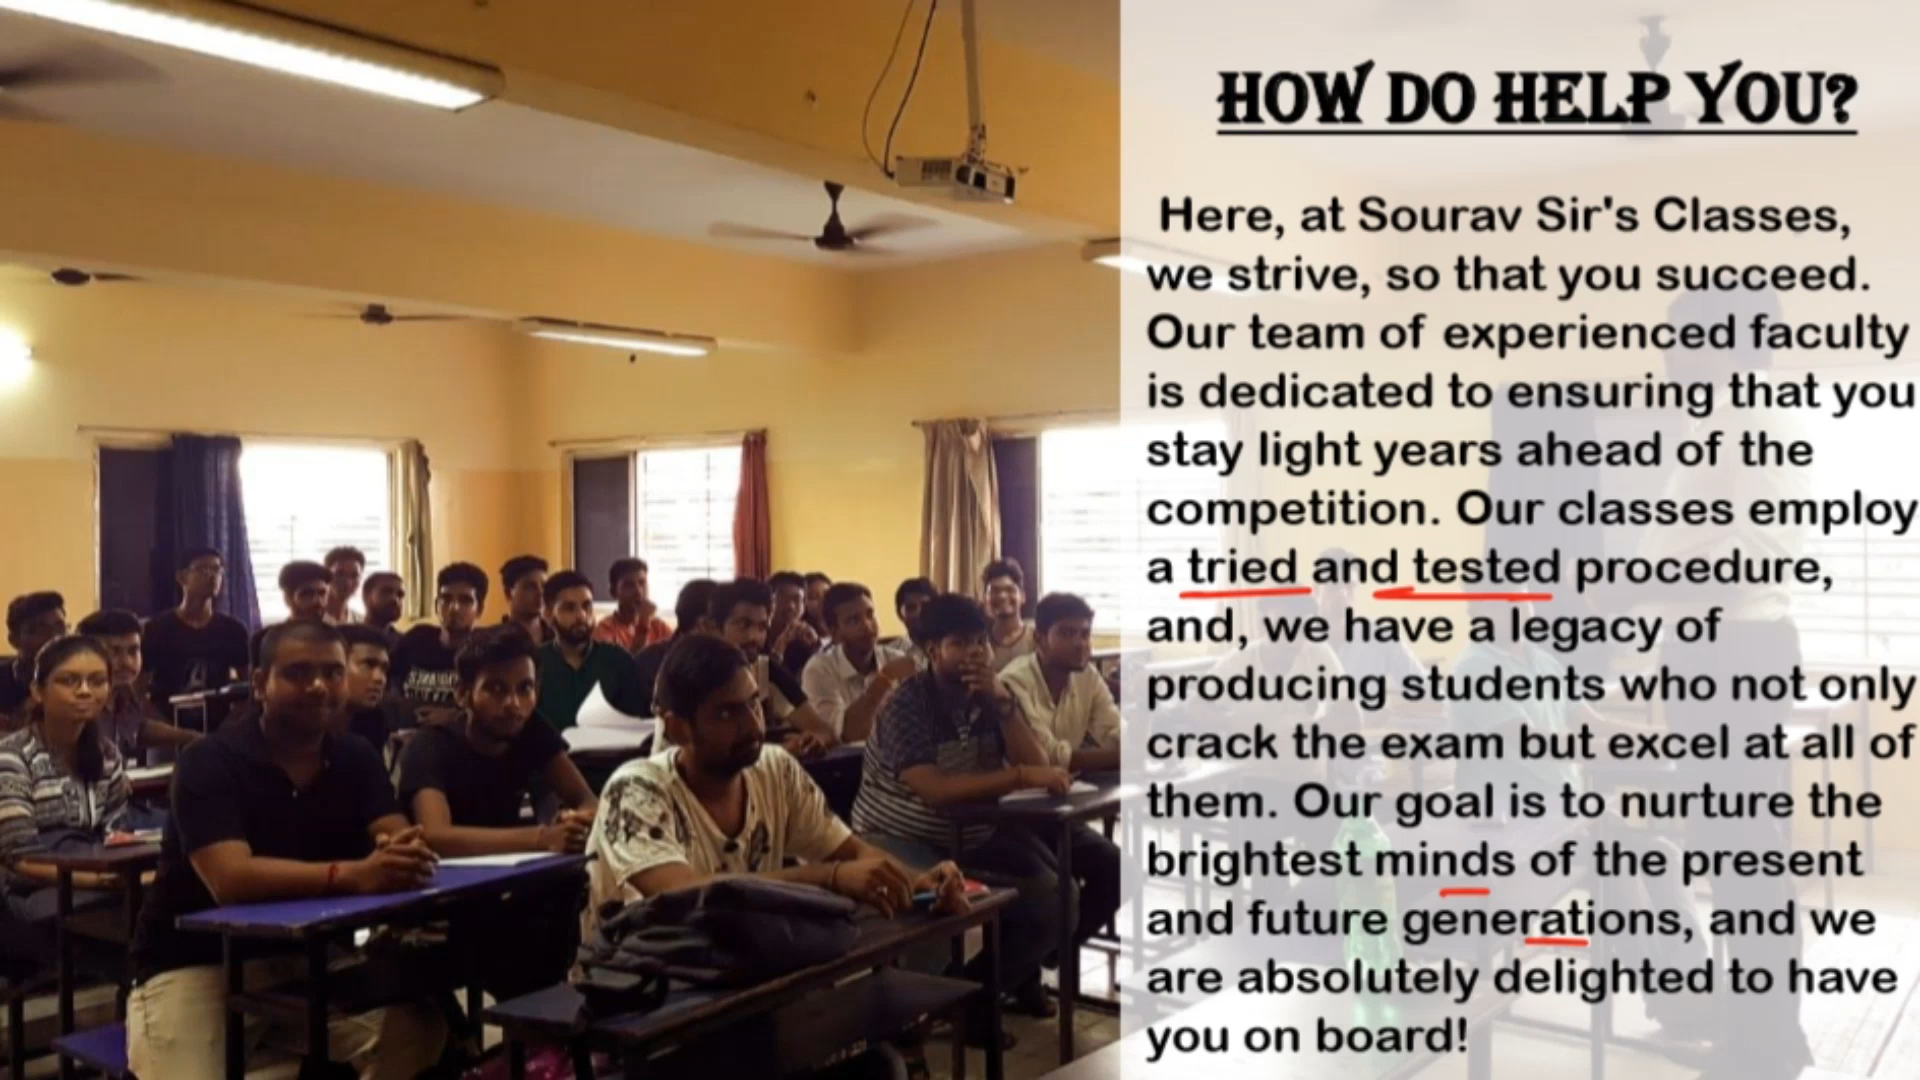 HOW DO HELP YOU?
Here, at Sourav Sir's Classes,
we strive, so that you succeed.
Our team of experienced faculty
is dedicated to ensuring that you
stay light years ahead of the
competition. Our classes employ
a tried and tested procedure,
and, we have a legacy of
producing students who not only
crack the exam but excel at all of
them. Our goal is to nurture the
brightest minds of the present
and future generations, and we
are absolutely delighted to have
you on board!